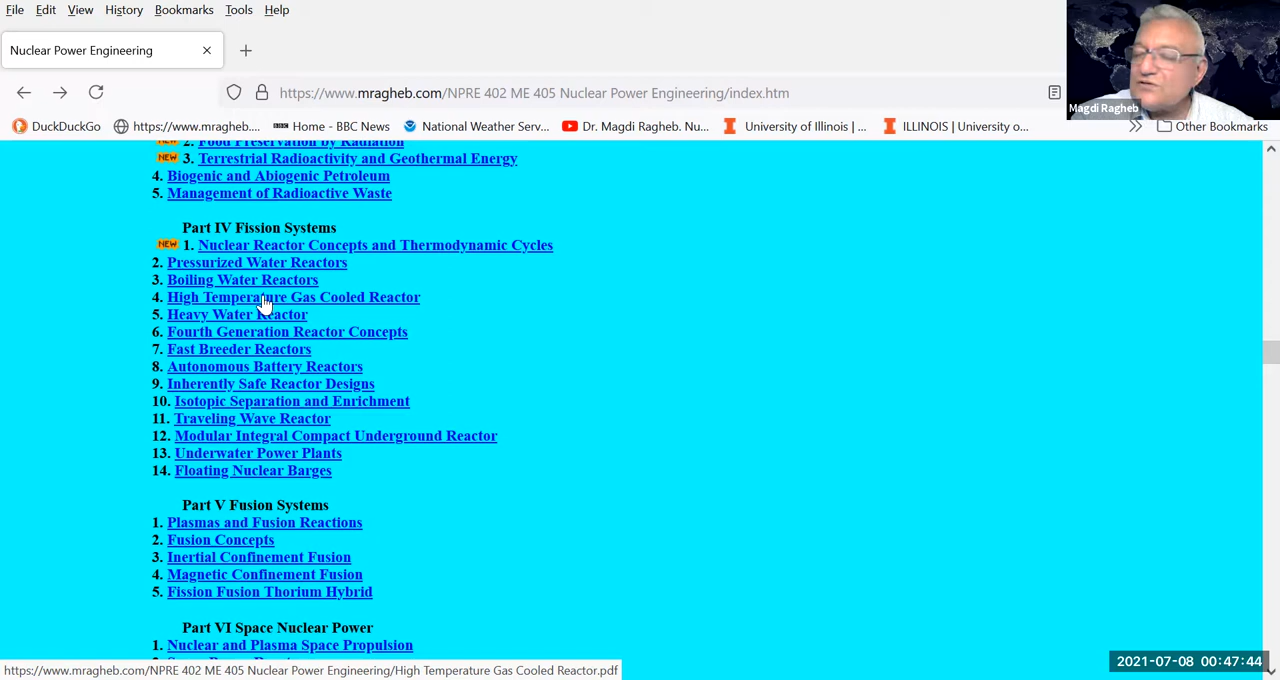 File Edit View History Bookmarks Tools Help
Nuclear Power Engineering
https://www.mragheb.com/NPRE 402 ME 405 Nuclear Power Engineering/index.htm
Magdi Ragheb
DuckDuckGo https://www.mragheb.... BBC Home - BBC News National Weather Serv... Dr. Magdi Ragheb. Nu... University of Illinois |... ILLINOIS | University o... Other Bookmarks
NEW 2. Food Preservation by Radiation
NEW 3. Terrestrial Radioactivity and Geothermal Energy
4. Biogenic and Abiogenic Petroleum
5. Management of Radioactive Waste
Part IV Fission Systems
NEW 1. Nuclear Reactor Concepts and Thermodynamic Cycles
2. Pressurized Water Reactors
3. Boiling Water Reactors
4. High Temperature Gas Cooled Reactor
5. Heavy Water Reactor
6. Fourth Generation Reactor Concepts
7. Fast Breeder Reactors
8. Autonomous Battery Reactors
9. Inherently Safe Reactor Designs
10. Isotopic Separation and Enrichment
11. Traveling Wave Reactor
12. Modular Integral Compact Underground Reactor
13. Underwater Power Plants
14. Floating Nuclear Barges
Part V Fusion Systems
1. Plasmas and Fusion Reactions
2. Fusion Concepts
3. Inertial Confinement Fusion
4. Magnetic Confinement Fusion
5. Fission Fusion Thorium Hybrid
Part VI Space Nuclear Power
1. Nuclear and Plasma Space Propulsion
https://www.mragheb.com/NPRE 402 ME 405 Nuclear Power Engineering/High Temperature Gas Cooled Reactor.pdf
2021-07-08 00:47:44